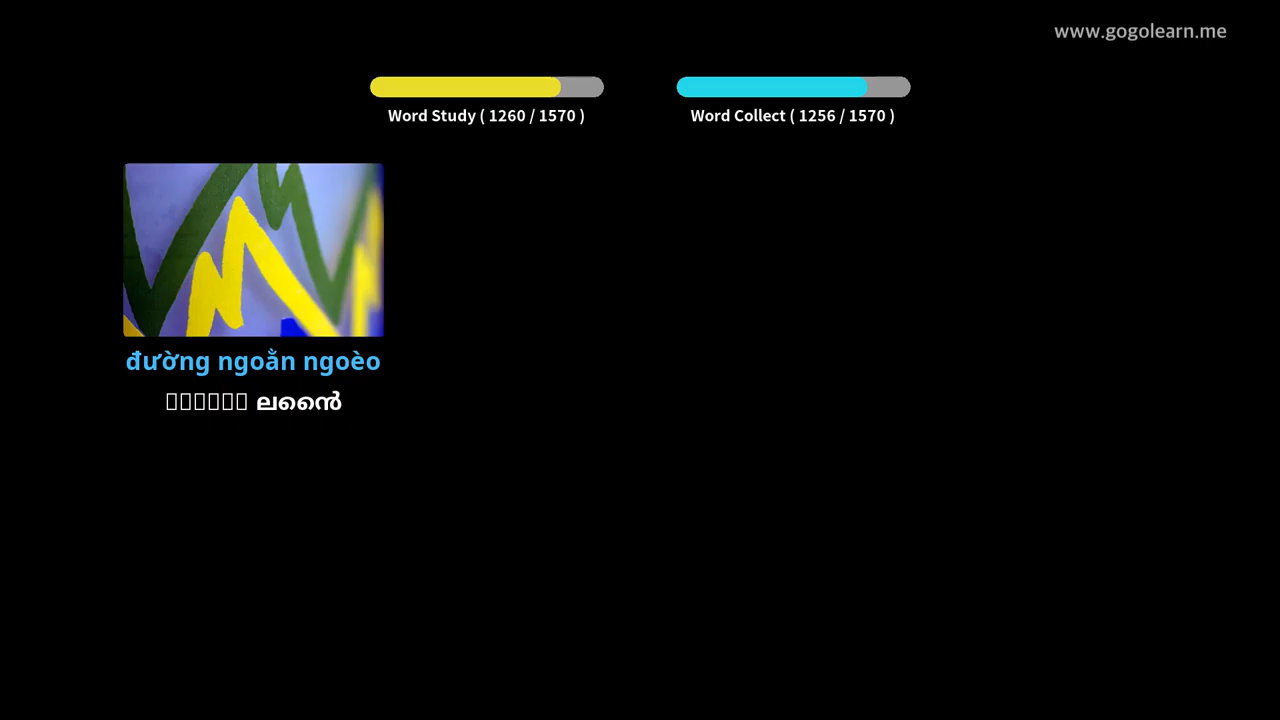 www.gogolearn.me
Word Study ( 1260 / 1570 )
Word Collect ( 1256 / 1570 )
đường ngoằn ngoèo
ലൈൻ